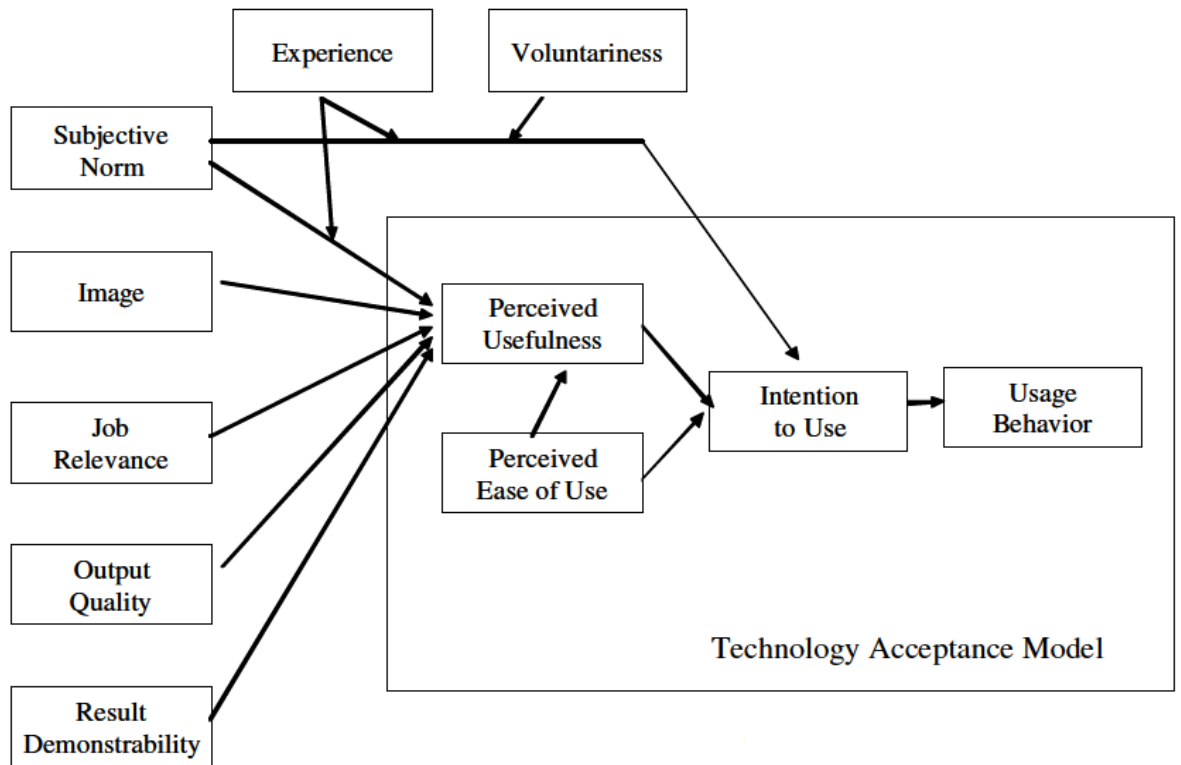 Experience
Voluntariness
Subjective
Norm
Image
Perceived
Usefulness
Intention
to Use
Usage
Behavior
Job
Relevance
Perceived
Ease of Use
Output
Quality
Technology Acceptance Model
Result
Demonstrability